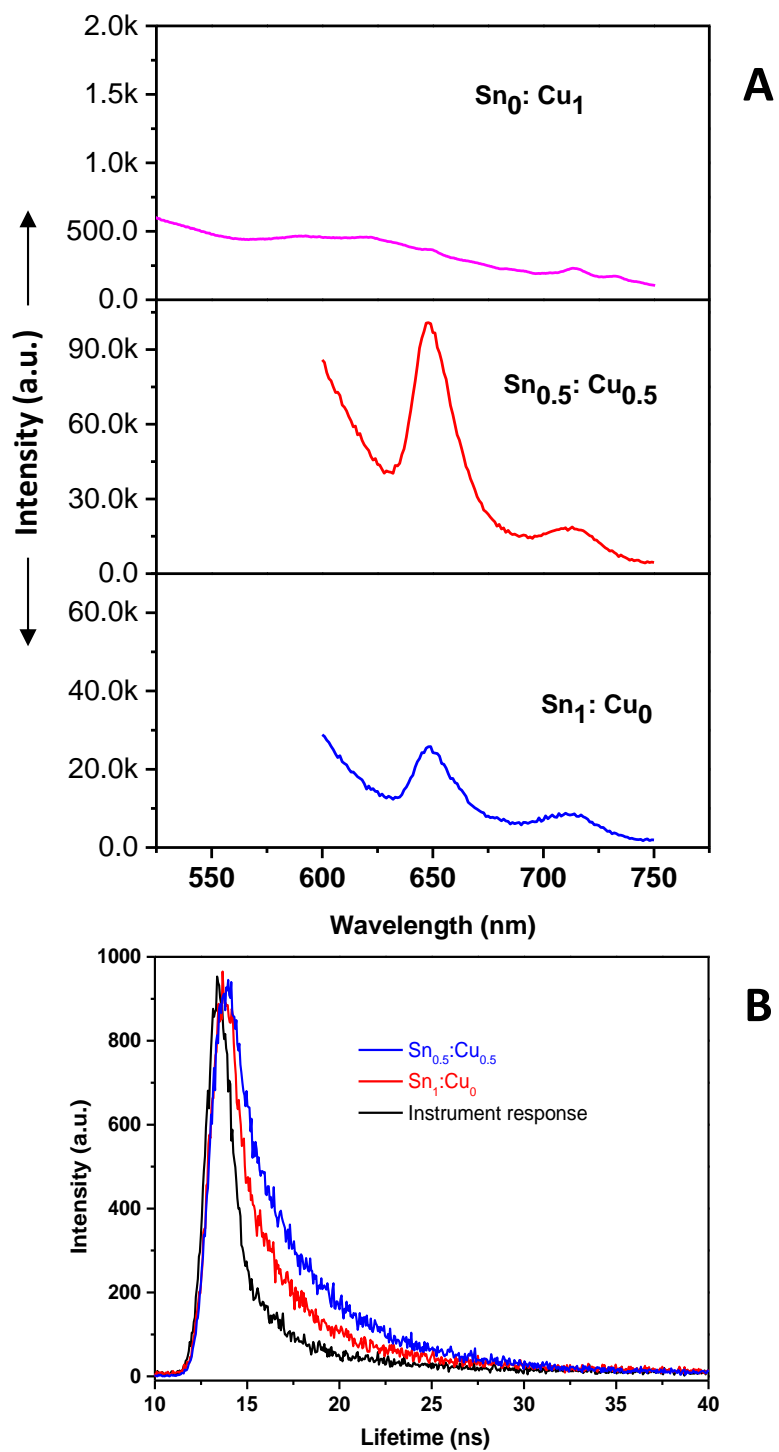 A
2.0k
Sn0: Cu1
1.5k
1.0k
500.0
0.0
90.0k
Sn0.5: Cu0.5
60.0k
30.0k
0.0
60.0k
40.0k
Sn1: Cu0
20.0k
0.0
550 600 650 700 750
Wavelength (nm)
Intensity (a.u.)
B
1000
800
600
400
200
0
Sn0.5:Cu0.5
Sn1:Cu0
Instrument response
10 15 20 25 30 35 40
Lifetime (ns)
Intensity (a.u.)